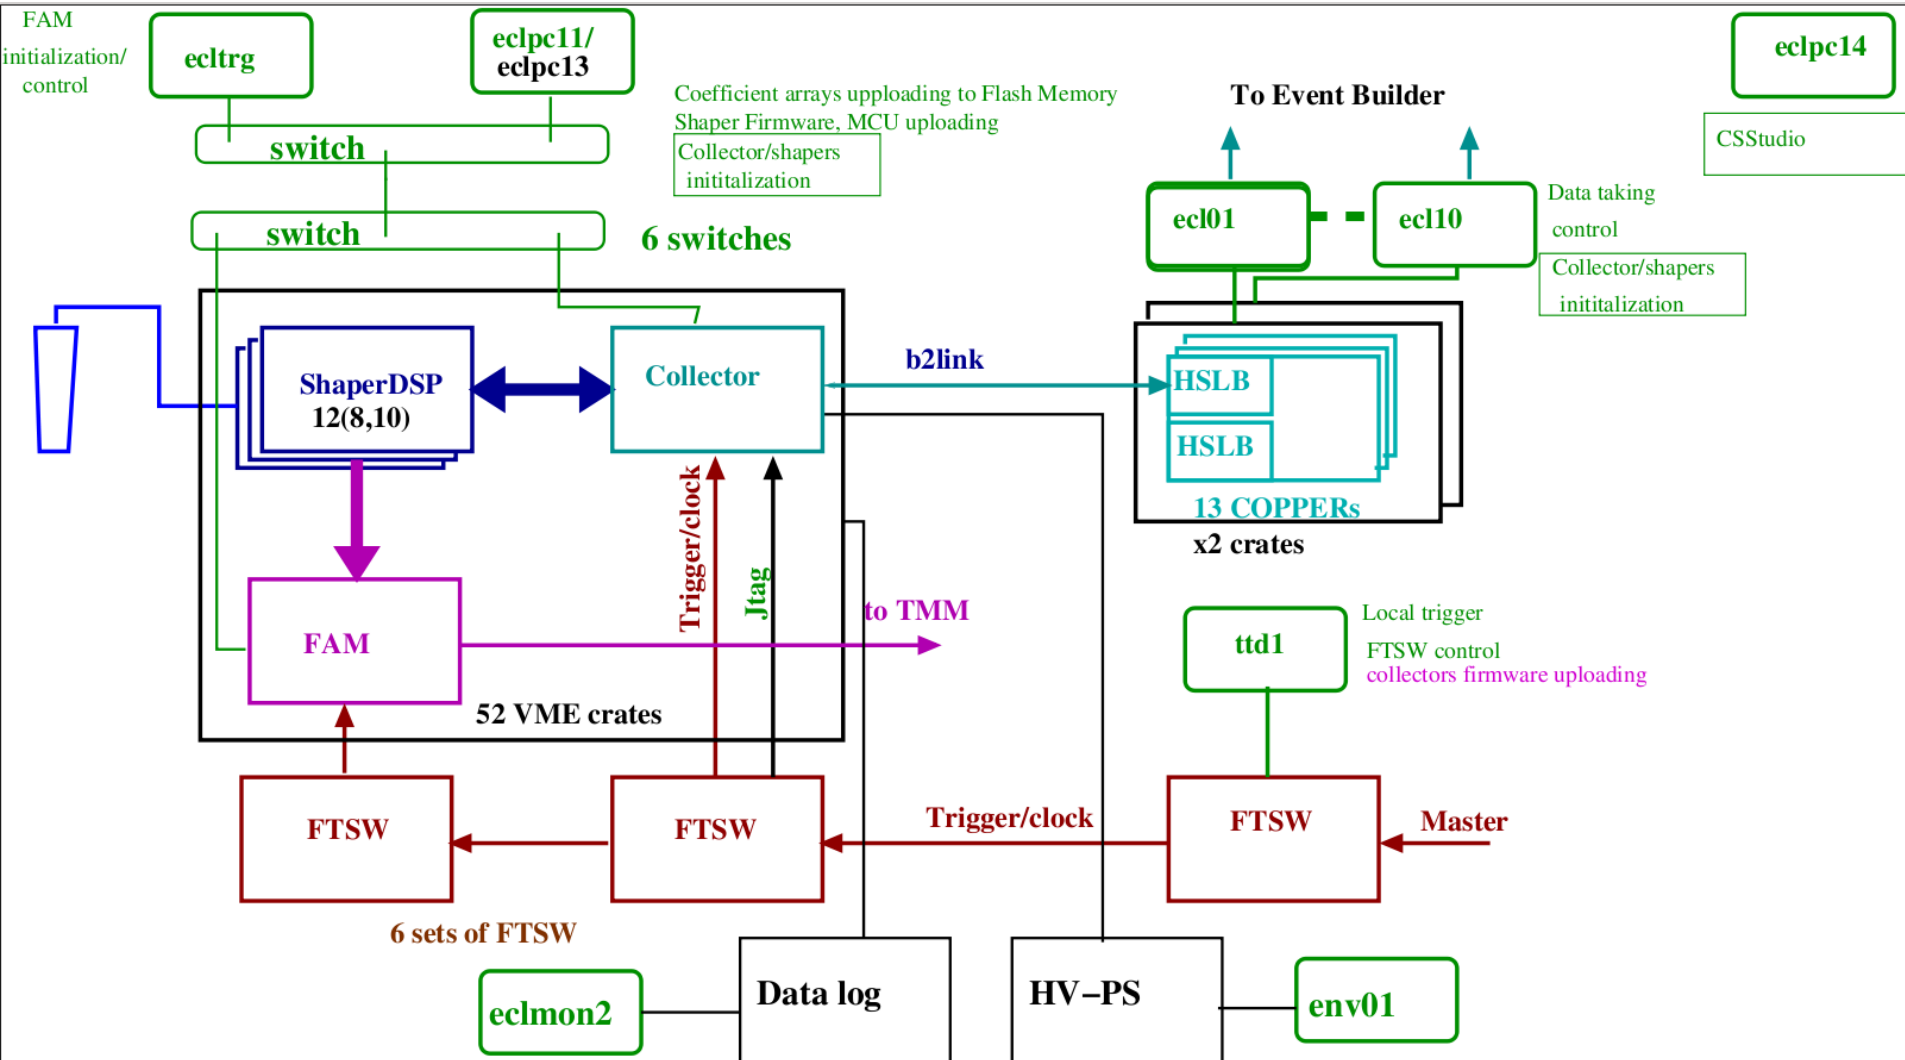 FAM
initialization/
control
ecltrg
eclpc11/
eclpc13
eclpc14
CSStudio
Coefficient arrays upploading to Flash Memory
Shaper Firmware, MCU uploading
Collector/shapers
inititalization
To Event Builder
switch
switch
6 switches
ecl01
ecl10
Data taking
control
Collector/shapers
inititalization
ShaperDSP
12(8,10)
Collector
b2link
HSLB
HSLB
13 COPPERs
x2 crates
Trigger/clock
Jtag
to TMM
FAM
52 VME crates
ttd1
Local trigger
FTSW control
collectors firmware uploading
FTSW
FTSW
Trigger/clock
FTSW
Master
6 sets of FTSW
eclmon2
Data log
HV−PS
env01